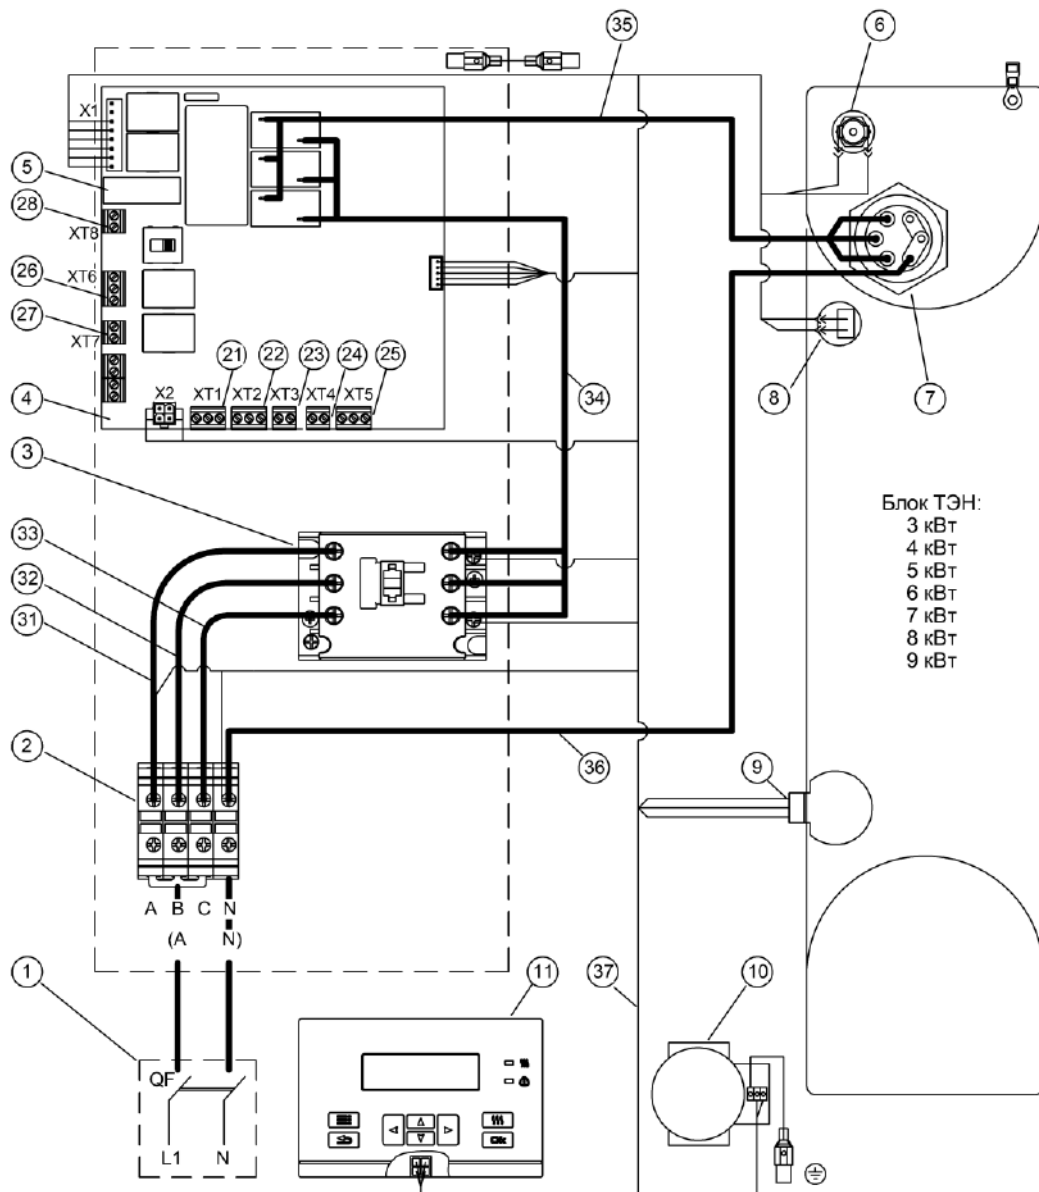 35
6
X1
5
28
XT8
XT6
26
27
XT7
21
22
23
24
25
X2
XT1
XT2
XT3
XT4
XT5
4
34
8
7
3
33
32
31
Блок ТЭН:
3 кВт
4 кВт
5 кВт
6 кВт
7 кВт
8 кВт
9 кВт
2
36
9
A B C N
(A N)
1
11
37
10
QF
L1 N
Ok